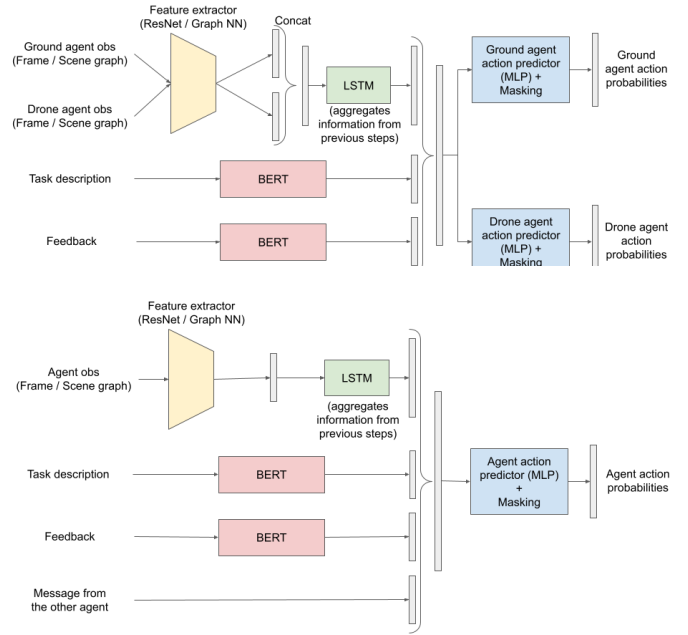 Feature extractor
(ResNet / Graph NN)
Concat
Ground agent obs
(Frame / Scene graph)
Drone agent obs
(Frame / Scene graph)
LSTM
(aggregates
information from
previous steps)
Ground agent
action predictor
(MLP) +
Masking
Ground
agent action
probabilities
Task description
BERT
Feedback
BERT
Drone agent
action predictor
(MLP) +
Masking
Drone agent
action
probabilities
Feature extractor
(ResNet / Graph NN)
Agent obs
(Frame / Scene graph)
LSTM
(aggregates
information from
previous steps)
Task description
BERT
Agent action
predictor (MLP)
+
Masking
Agent action
probabilities
Feedback
BERT
Message from
the other agent